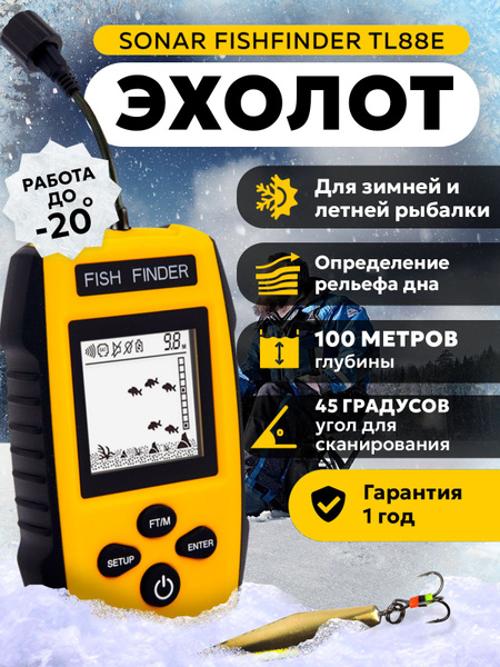 SONAR FISHFINDER TL88E
ЭХОЛОТ
РАБОТА
ДО
-20°
Для зимней и
летней рыбалки
Определение
рельефа дна
100 МЕТРОВ
глубины
45 ГРАДУСОВ
угол для
сканирования
Гарантия
1 год
FISH FINDER
9.8 м
FT/M
SETUP
ENTER